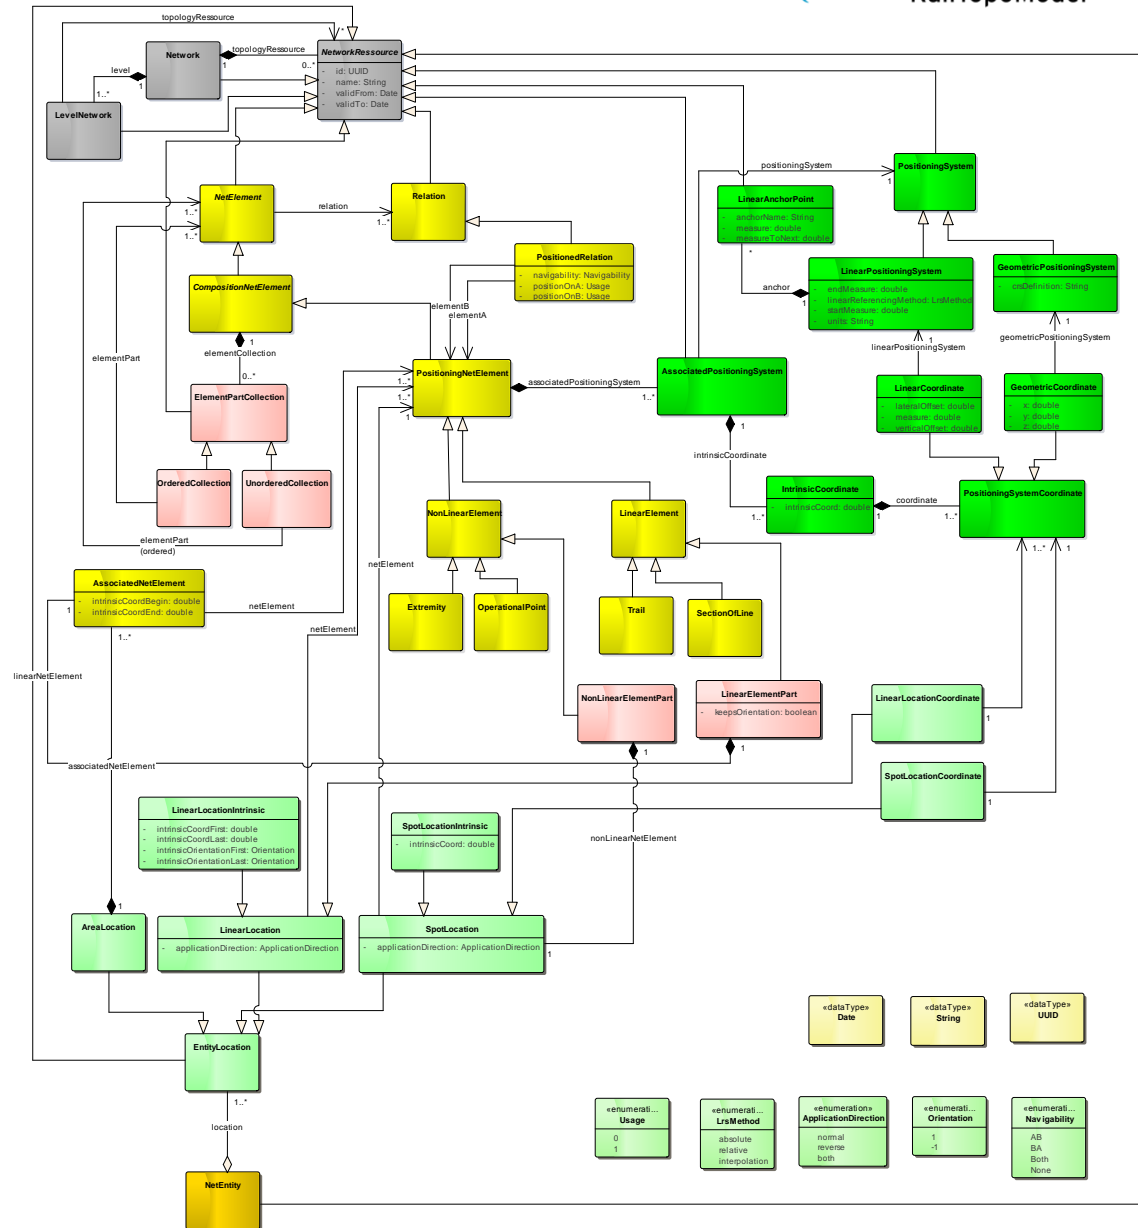 RailTopoModel
topologyRessource
Network
topologyRessource
1
0..*
*
level
1
1..*
LevelNetwork
NetworkRessource
- id: UUID
- name: String
- validFrom: Date
- validTo: Date
NetElement
1..*
1..*
relation
1..*
Relation
PositionedRelation
- navigability: Navigability
- positionOnA: Usage
- positionOnB: Usage
positioningSystem
1
PositioningSystem
LinearAnchorPoint
- anchorName: String
- measure: double
- measureToNext: double
*
anchor
1
LinearPositioningSystem
- endMeasure: double
- linearReferencingMethod: LrsMethod
- startMeasure: double
- units: String
GeometricPositioningSystem
- crsDefinition: String
1
linearPositioningSystem
1
geometricPositioningSystem
CompositionNetElement
1
elementCollection
0..*
elementB
elementA
elementPart
ElementPartCollection
PositioningNetElement
1..*
1..*
1
associatedPositioningSystem
1..*
AssociatedPositioningSystem
1
intrinsicCoordinate
1..*
LinearCoordinate
- lateralOffset: double
- measure: double
- verticalOffset: double
GeometricCoordinate
- x: double
- y: double
- z: double
OrderedCollection
UnorderedCollection
elementPart
(ordered)
IntrinsicCoordinate
- intrinsicCoord: double
1
coordinate
1..*
PositioningSystemCoordinate
1..*
1
NonLinearElement
LinearElement
netElement
AssociatedNetElement
- intrinsicCoordBegin: double
- intrinsicCoordEnd: double
1
1..*
netElement
netElement
Extremity
OperationalPoint
Trail
SectionOfLine
linearNetElement
NonLinearElementPart
1
LinearElementPart
- keepsOrientation: boolean
1
LinearLocationCoordinate
1
associatedNetElement
SpotLocationCoordinate
1
LinearLocationIntrinsic
- intrinsicCoordFirst: double
- intrinsicCoordLast: double
- intrinsicOrientationFirst: Orientation
- intrinsicOrientationLast: Orientation
SpotLocationIntrinsic
- intrinsicCoord: double
nonLinearNetElement
1
AreaLocation
LinearLocation
- applicationDirection: ApplicationDirection
SpotLocation
- applicationDirection: ApplicationDirection
1
«dataType»
Date
«dataType»
String
«dataType»
UUID
EntityLocation
1..*
location
NetEntity
«enumerati...
Usage
0
1
«enumerati...
LrsMethod
absolute
relative
interpolation
«enumeration»
ApplicationDirection
normal
reverse
both
«enumerati...
Orientation
1
-1
«enumerati...
Navigability
AB
BA
Both
None